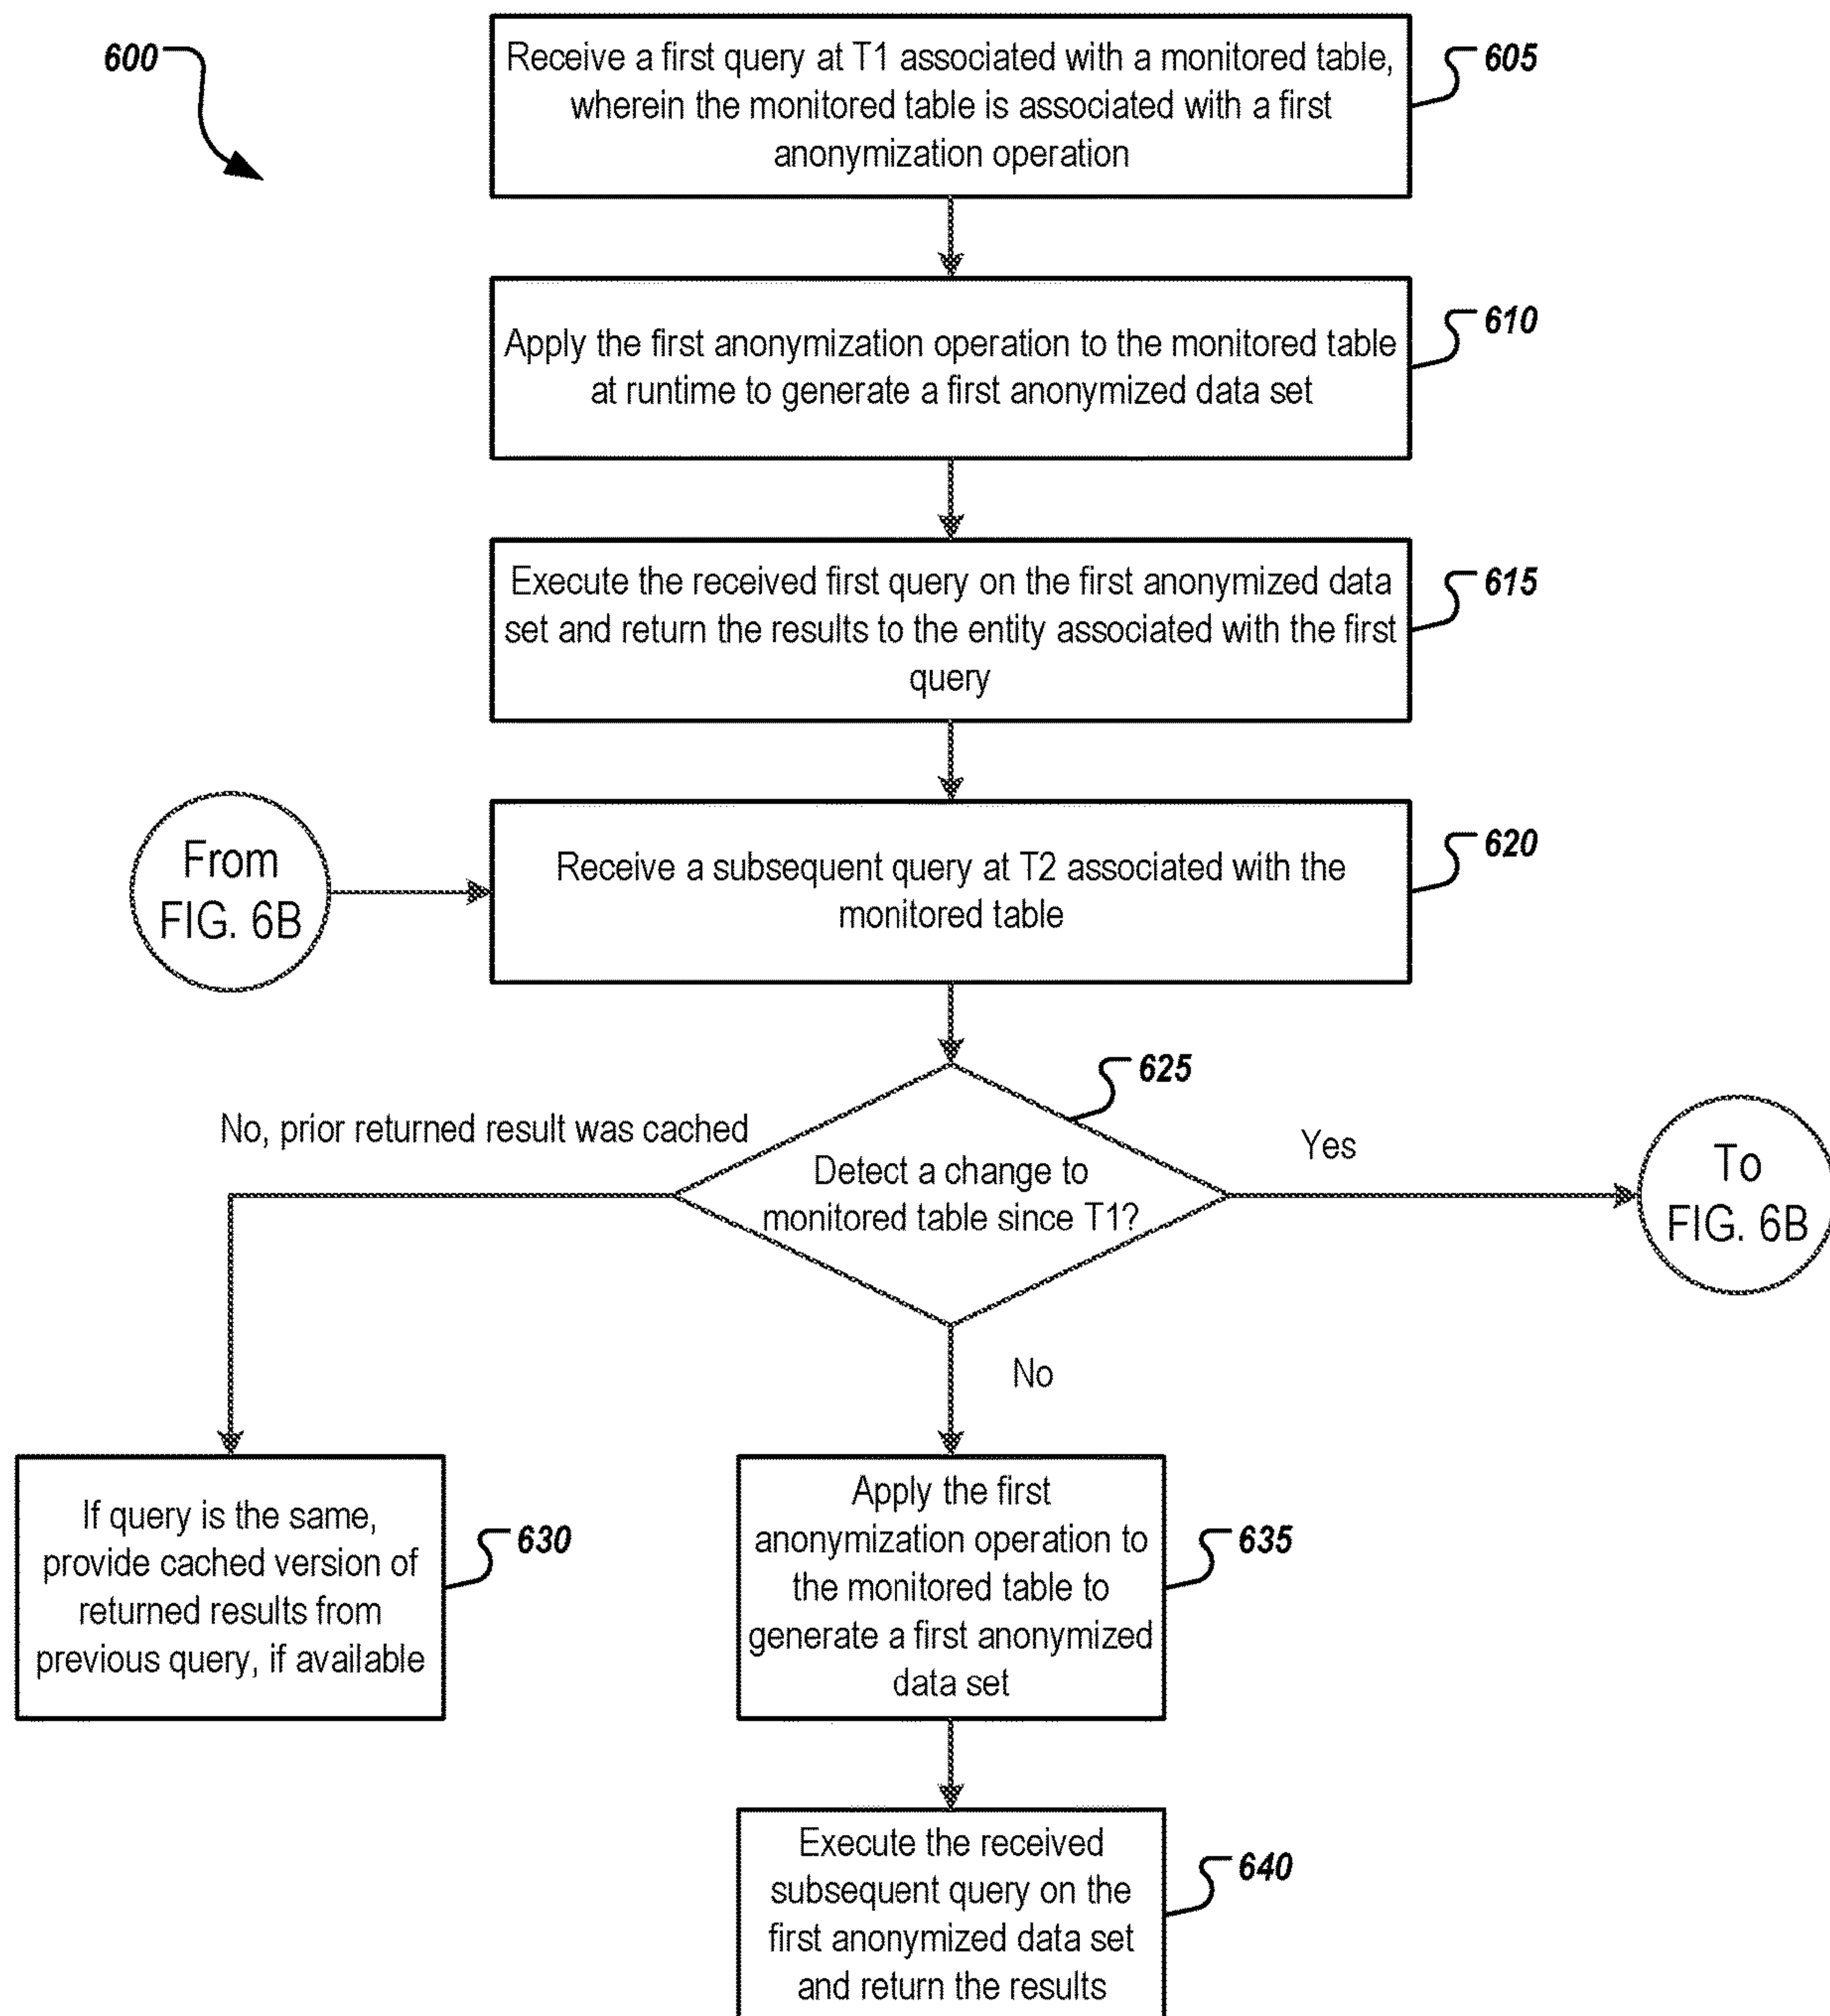 600
Receive a first query at T1 associated with a monitored table,
wherein the monitored table is associated with a first
anonymization operation
605
Apply the first anonymization operation to the monitored table
at runtime to generate a first anonymized data set
610
Execute the received first query on the first anonymized data
set and return the results to the entity associated with the first
query
615
From
FIG. 6B
Receive a subsequent query at T2 associated with the
monitored table
620
625
No, prior returned result was cached
Detect a change to
monitored table since T1?
Yes
To
FIG. 6B
No
If query is the same,
provide cached version of
returned results from
previous query, if available
630
Apply the first
anonymization operation to
the monitored table to
generate a first anonymized
data set
635
Execute the received
subsequent query on the
first anonymized data set
and return the results
640